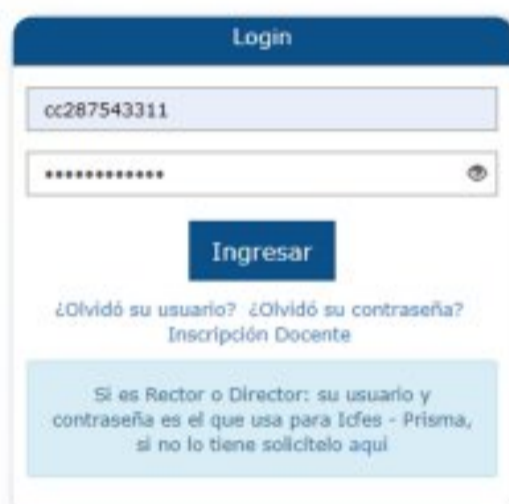 Login
cc287543311
••••••••••••
Ingresar
¿Olvidó su usuario? ¿Olvidó su contraseña?
Inscripción Docente
Si es Rector o Director: su usuario y
contraseña es el que usa para Icfes - Prisma,
si no lo tiene solicítelo aquí